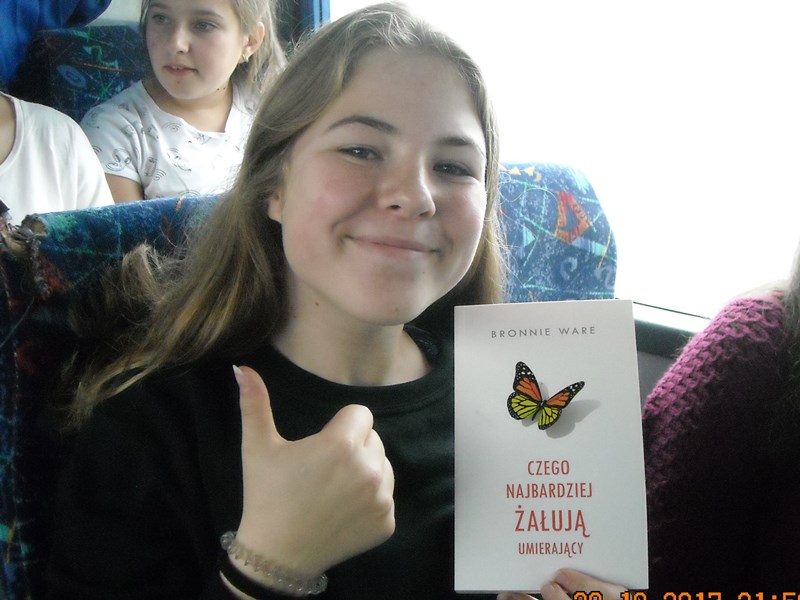 BRONNIE WARE
CZEGO
NAJBARDZIEJ
ŻAŁUJĄ
UMIERAJĄCY